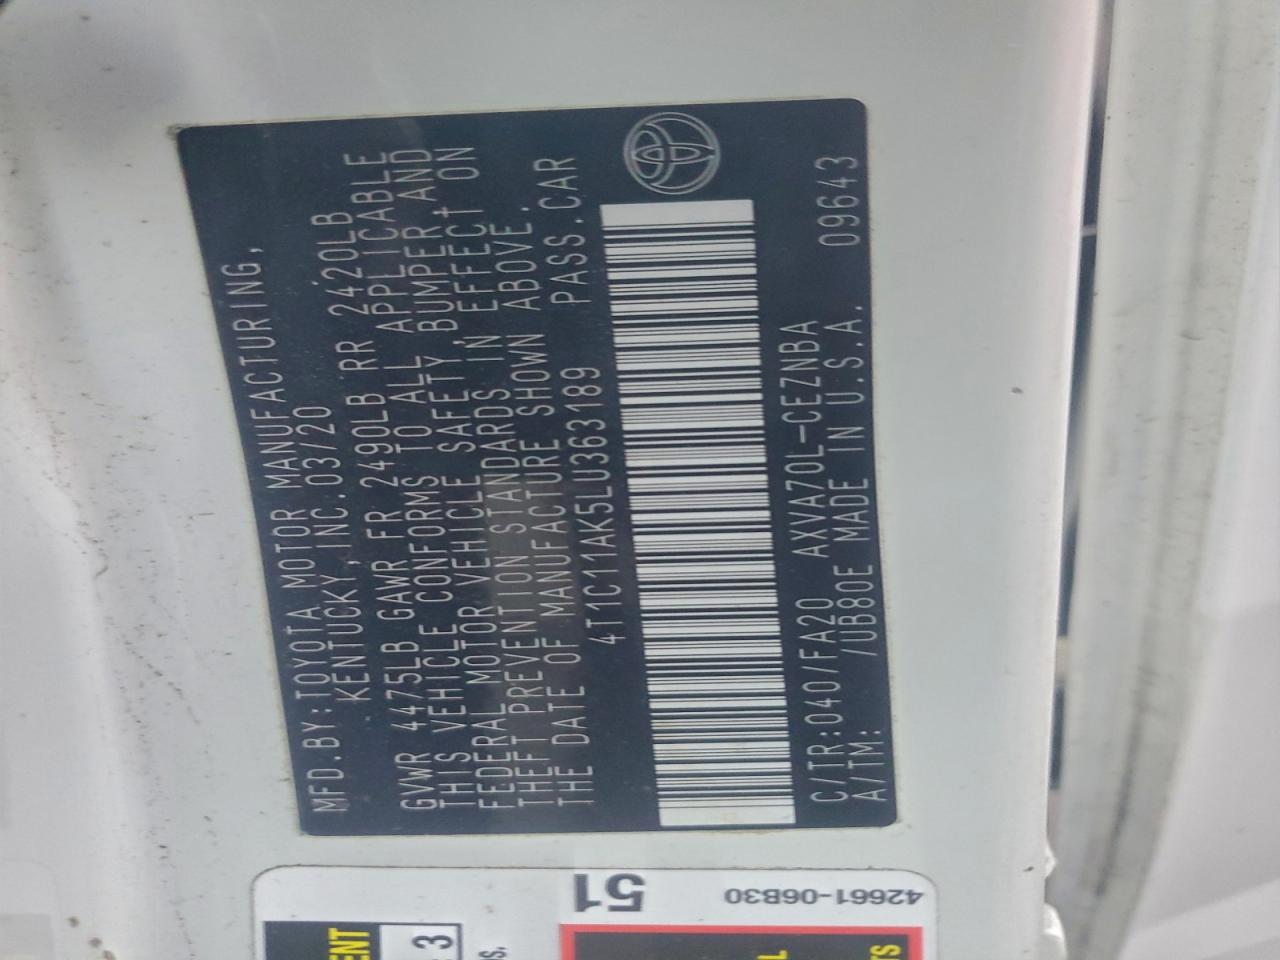 MFD.BY:TOYOTA MOTOR MANUFACTURING,
KENTUCKY,INC.03/20
GVWR 4475LB GAWR FR 2490LB RR 2420LB
THIS VEHICLE CONFORMS TO ALL APPLICABLE
FEDERAL MOTOR VEHICLE SAFETY,BUMPER AND
THEFT PREVENTION STANDARDS IN EFFECT ON
THE DATE OF MANUFACTURE SHOWN ABOVE.
4T1C11AK5LU363189 PASS.CAR
C/TR:040/FA20 AXVA70L-CEZNBA
A/TM: /UB80E MADE IN U.S.A. 09643
51
42661-06B30
3